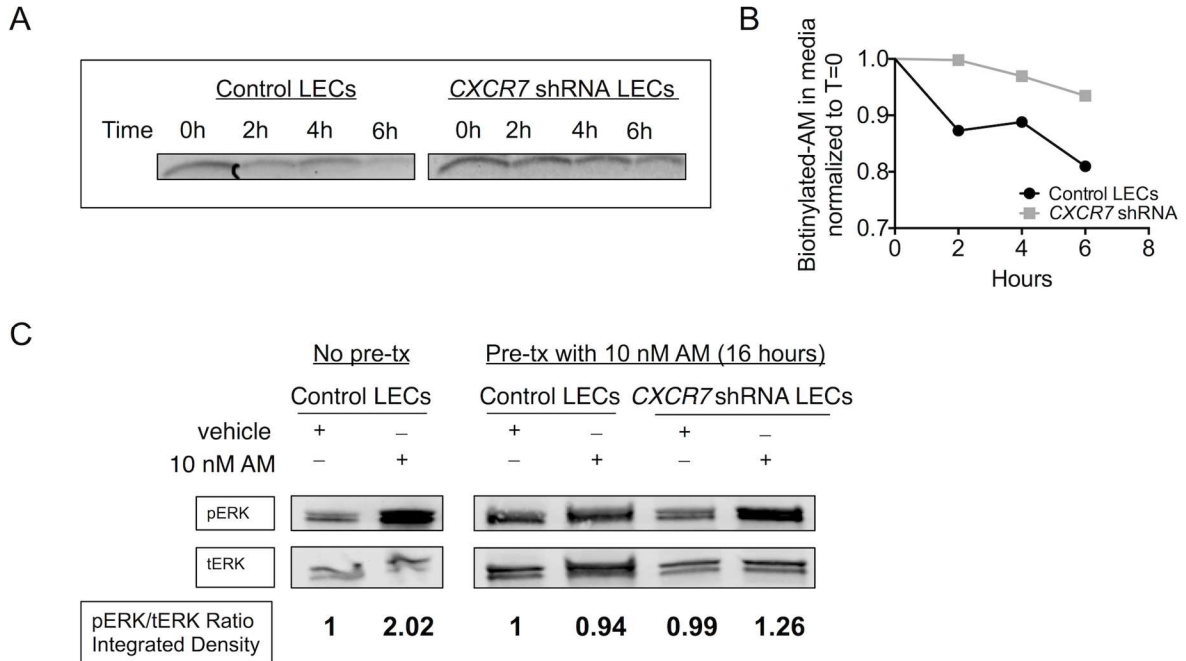 A
Control LECs CXCR7 shRNA LECs
Time 0h 2h 4h 6h 0h 2h 4h 6h
B
Biotinylated-AM in media
normalized to T=0
1.0
0.9
0.8
0.7
0 2 4 6 8
Hours
Control LECs
CXCR7 shRNA
C
No pre-tx Pre-tx with 10 nM AM (16 hours)
Control LECs Control LECs CXCR7 shRNA LECs
vehicle + – + – + –
10 nM AM – + – + – +
pERK
tERK
pERK/tERK Ratio
Integrated Density
1 2.02 1 0.94 0.99 1.26